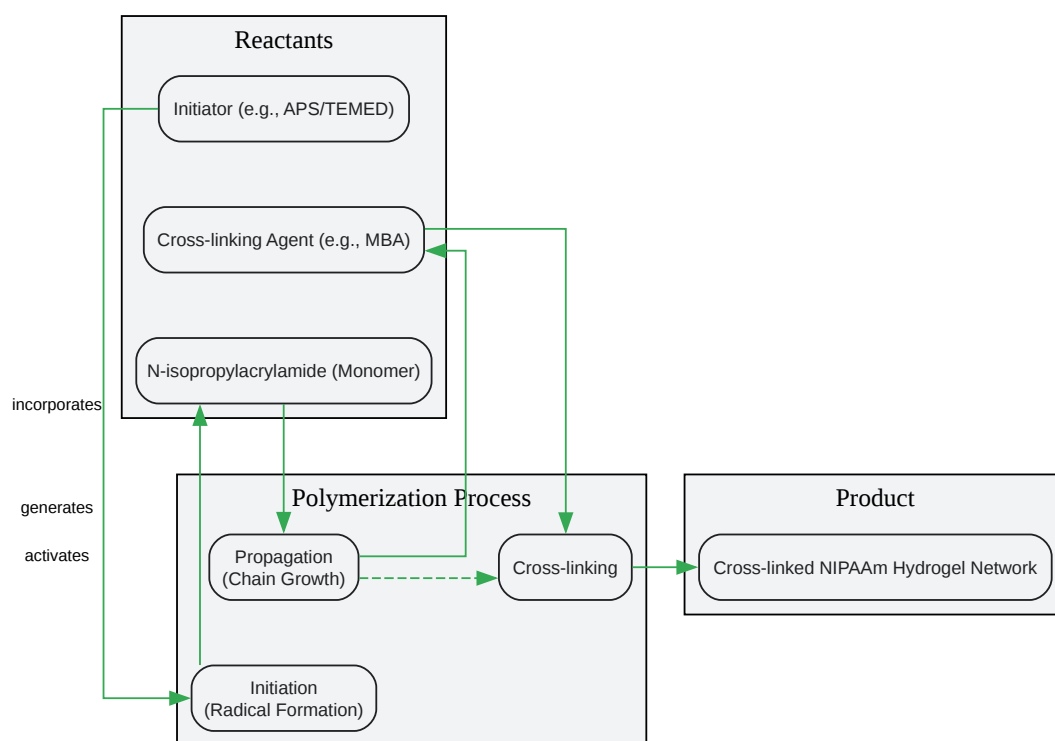 Reactants
Initiator (e.g., APS/TEMED)
Cross-linking Agent (e.g., MBA)
N-isopropylacrylamide (Monomer)
incorporates
generates
activates
Polymerization Process
Propagation
(Chain Growth)
Cross-linking
Initiation
(Radical Formation)
Product
Cross-linked NIPAAm Hydrogel Network